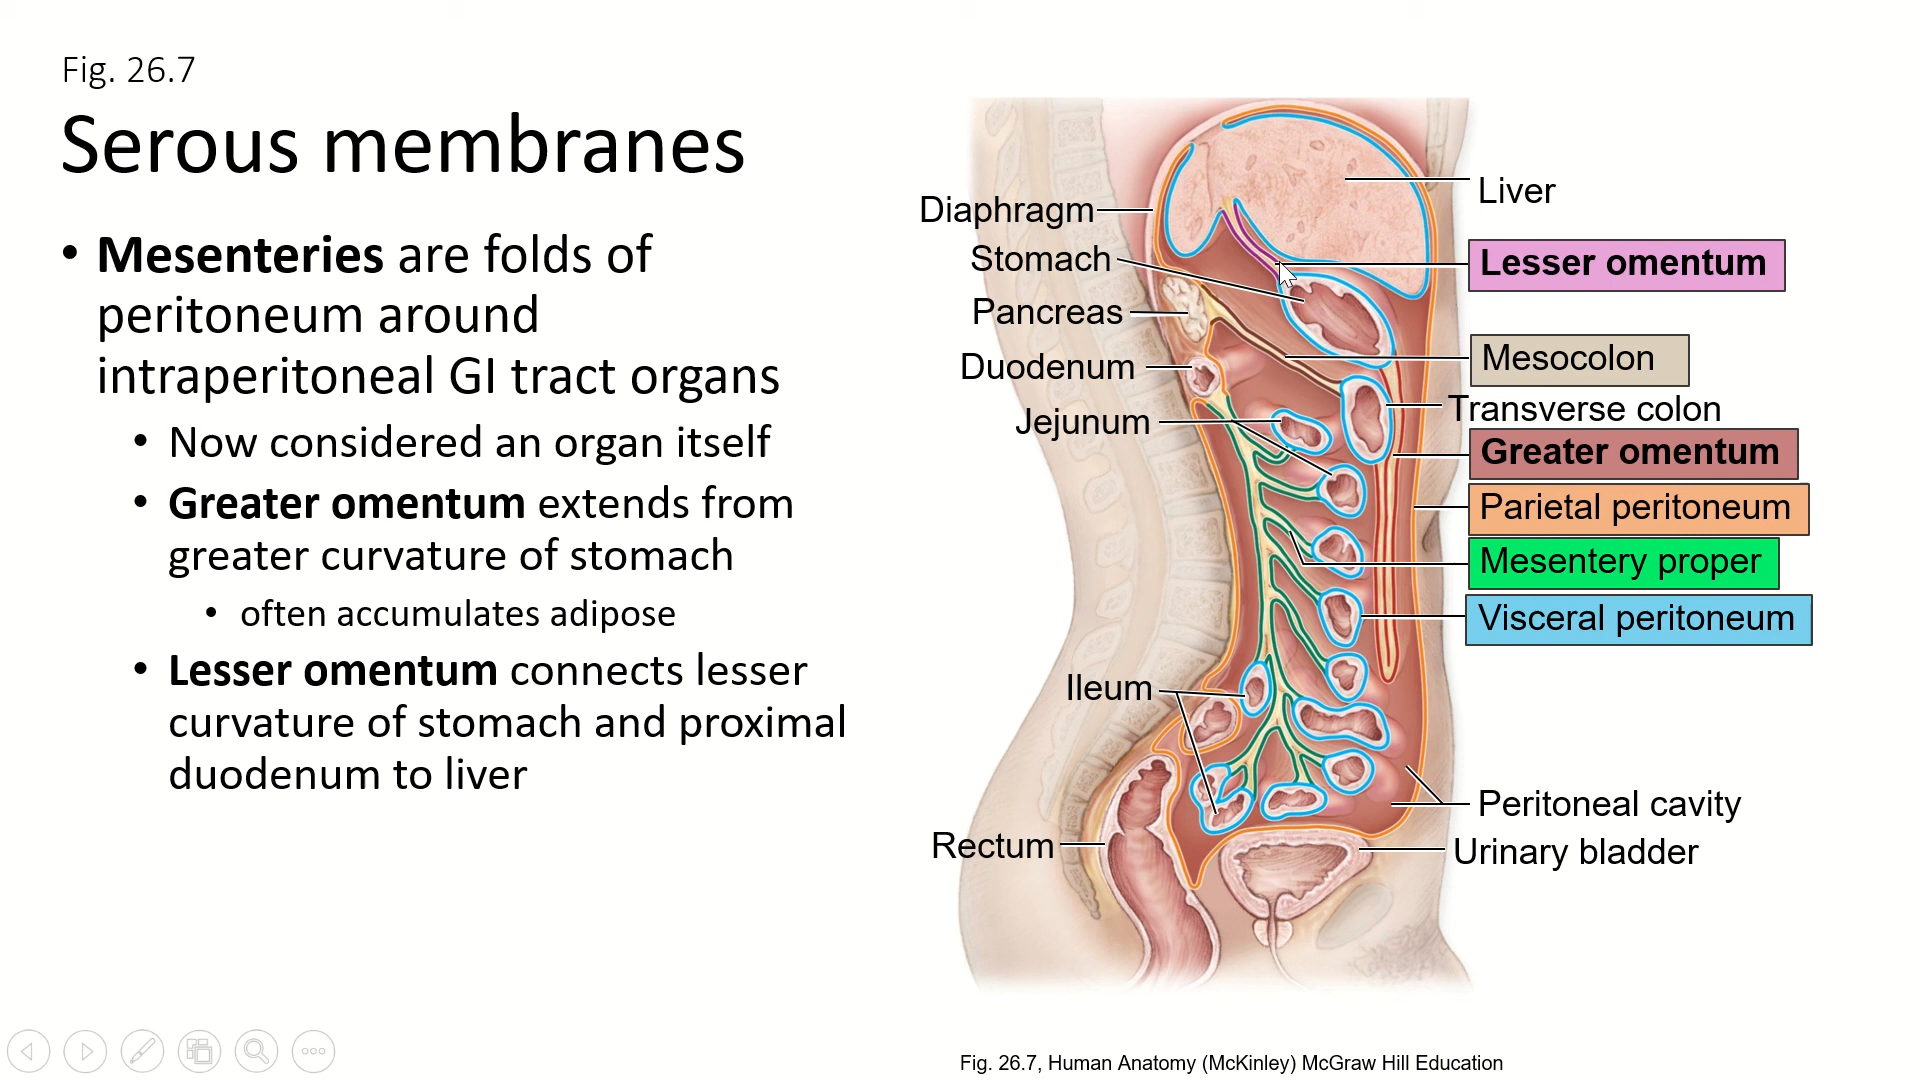 Fig. 26.7
Serous membranes
• Mesenteries are folds of
peritoneum around
intraperitoneal GI tract organs
• Now considered an organ itself
• Greater omentum extends from
greater curvature of stomach
• often accumulates adipose
• Lesser omentum connects lesser
curvature of stomach and proximal
duodenum to liver
Diaphragm
Stomach
Pancreas
Duodenum
Jejunum
Ileum
Rectum
Liver
Lesser omentum
Mesocolon
Transverse colon
Greater omentum
Parietal peritoneum
Mesentery proper
Visceral peritoneum
Peritoneal cavity
Urinary bladder
Fig. 26.7, Human Anatomy (McKinley) McGraw Hill Education